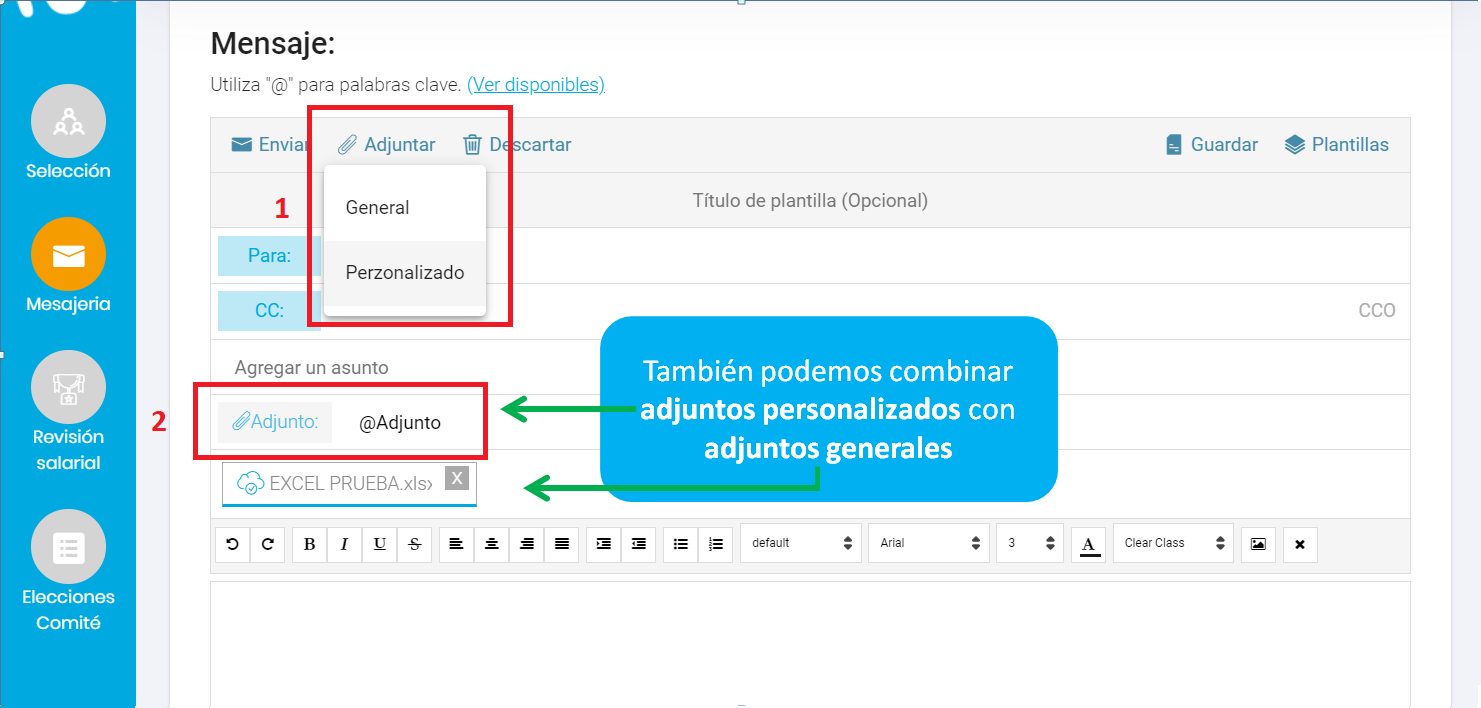 Mensaje:
Utiliza "@" para palabras clave. (Ver disponibles)
Enviar Adjuntar Descartar Guardar Plantillas
1
General
Título de plantilla (Opcional)
Para:
Perzonalizado
CC:
CCO
Agregar un asunto
2
Adjunto: @Adjunto
EXCEL PRUEBA.xlsx X
También podemos combinar
adjuntos personalizados con
adjuntos generales
B I U S default Arial 3 A Clear Class
Selección
Mesajeria
Revisión
salarial
Elecciones
Comité